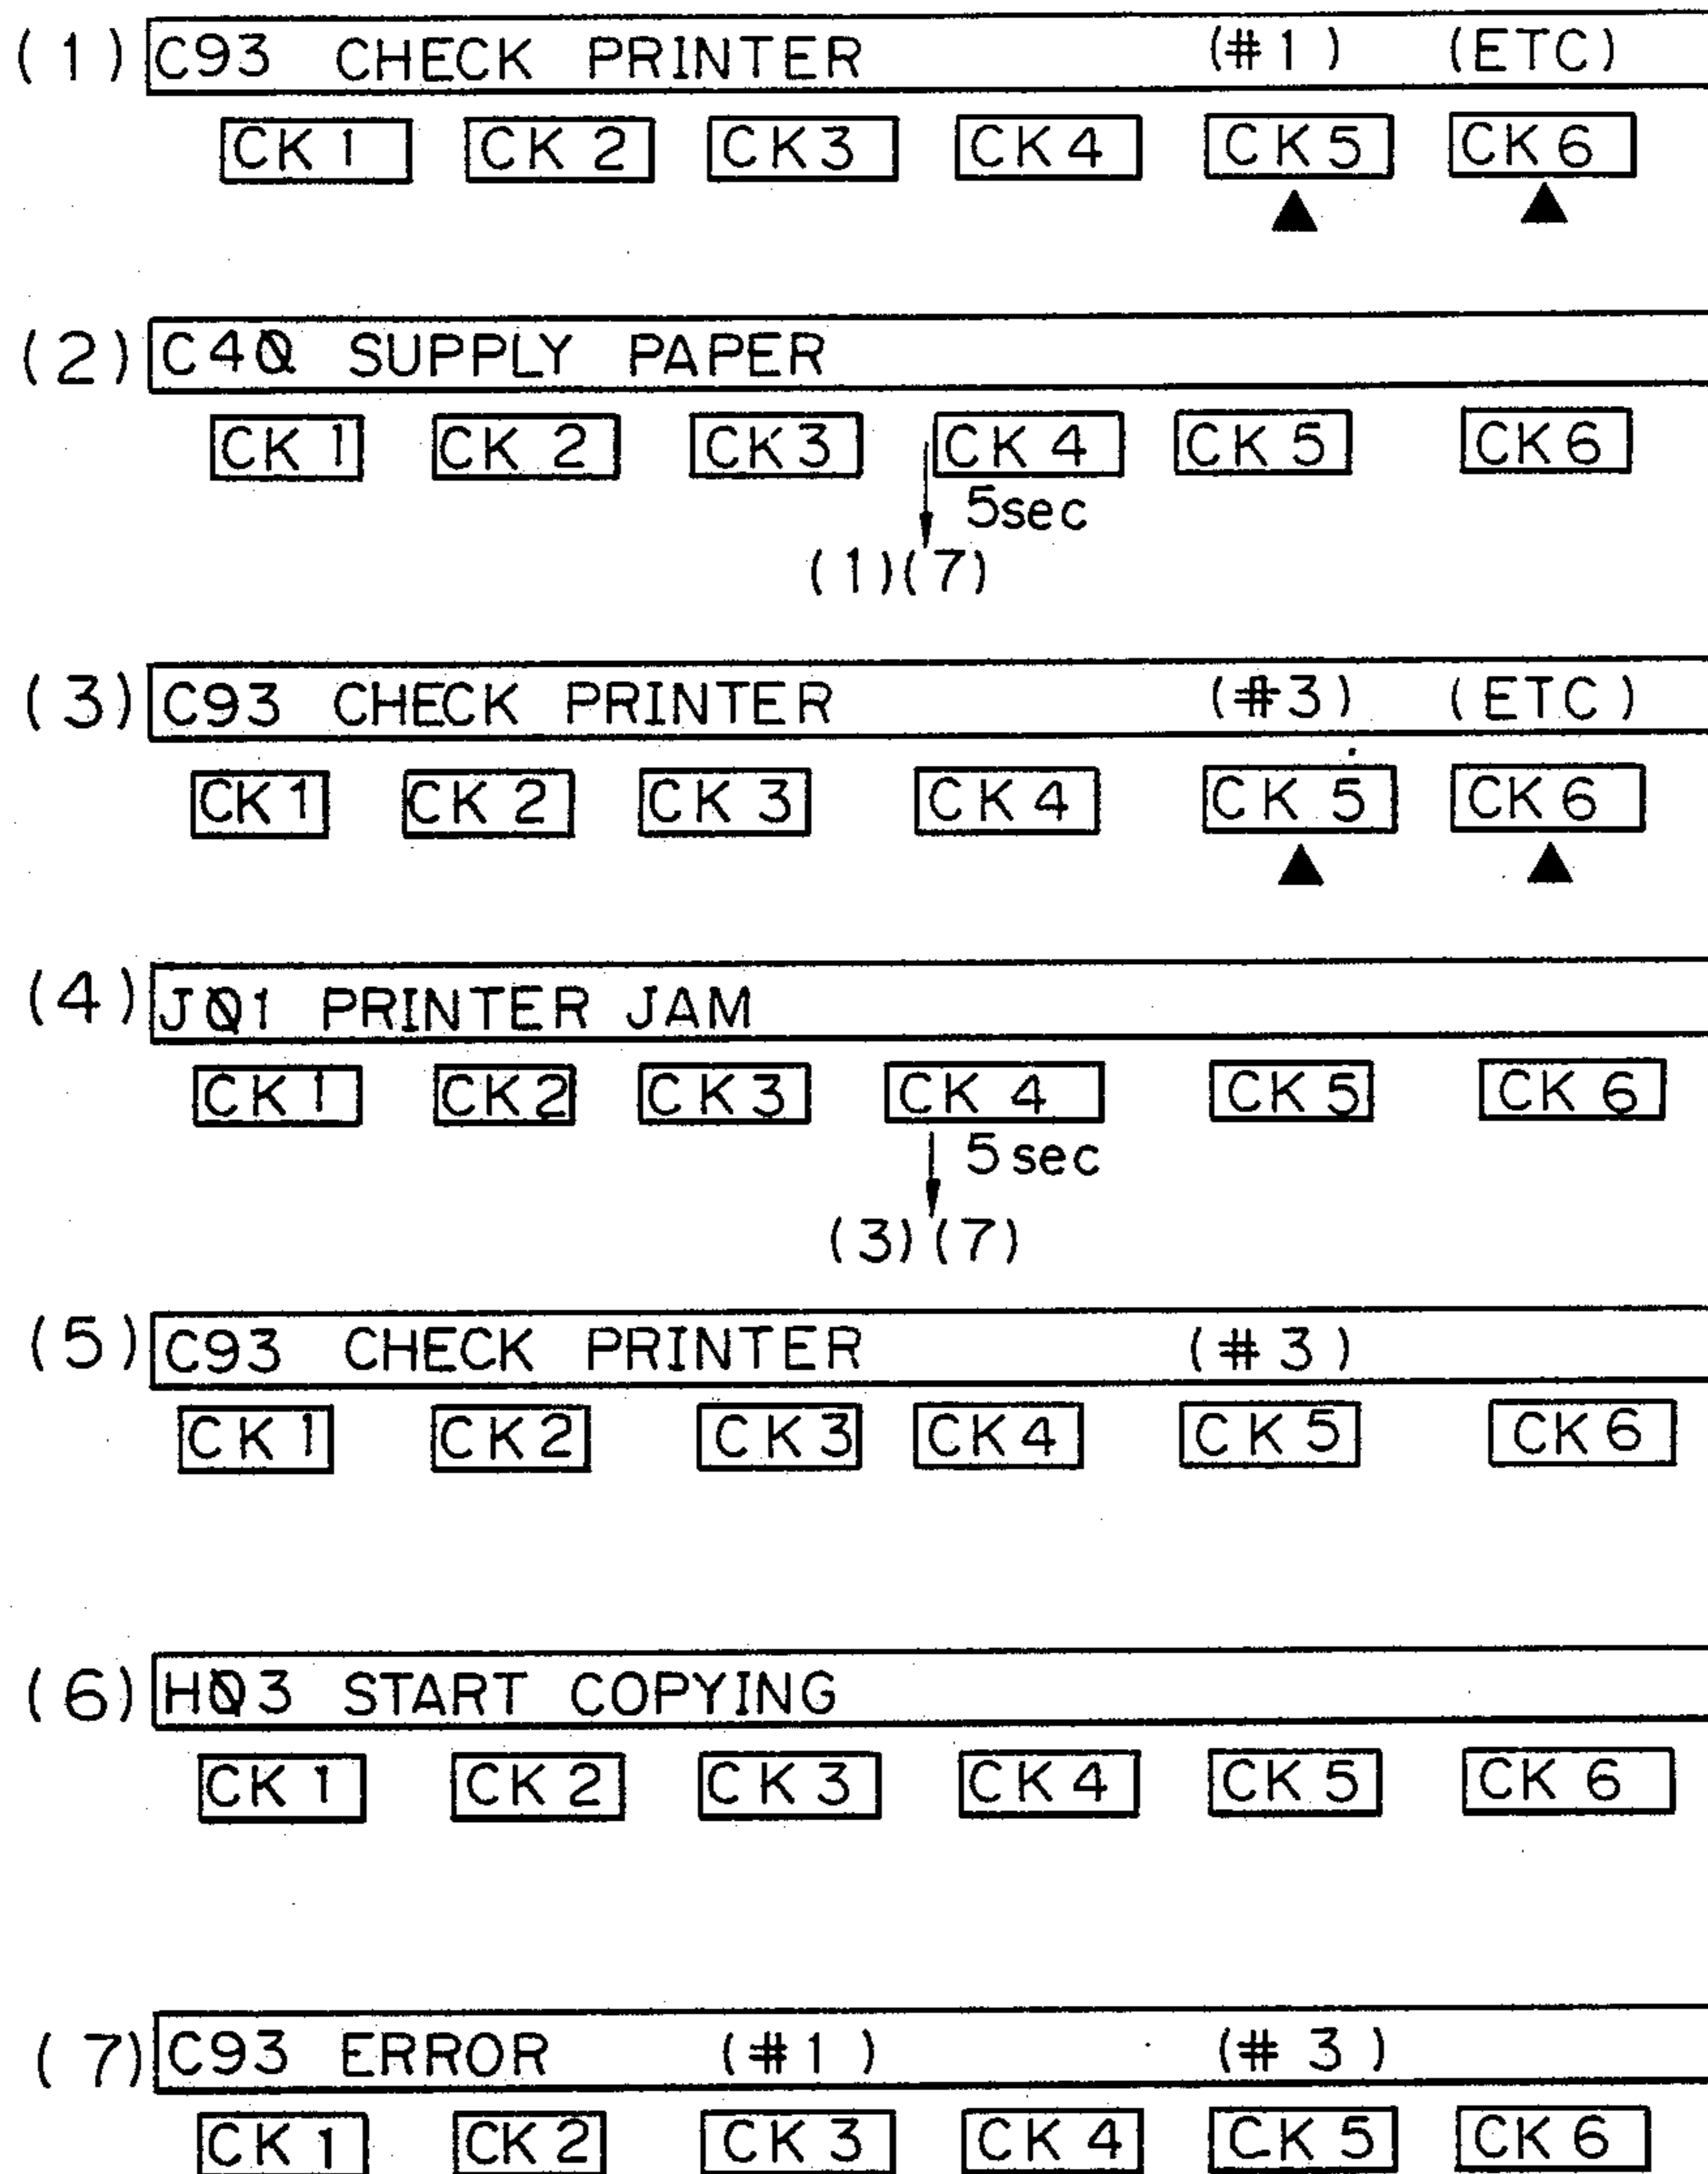 (1) C93 CHECK PRINTER (#1) (ETC)
CK1 CK2 CK3 CK4 CK5 CK6
(2) C40 SUPPLY PAPER
CK1 CK2 CK3 CK4 CK5 CK6
5sec
(1)(7)
(3) C93 CHECK PRINTER (#3) (ETC)
CK1 CK2 CK3 CK4 CK5 CK6
(4) J01 PRINTER JAM
CK1 CK2 CK3 CK4 CK5 CK6
5sec
(3)(7)
(5) C93 CHECK PRINTER (#3)
CK1 CK2 CK3 CK4 CK5 CK6
(6) H03 START COPYING
CK1 CK2 CK3 CK4 CK5 CK6
(7) C93 ERROR (#1) (#3)
CK1 CK2 CK3 CK4 CK5 CK6